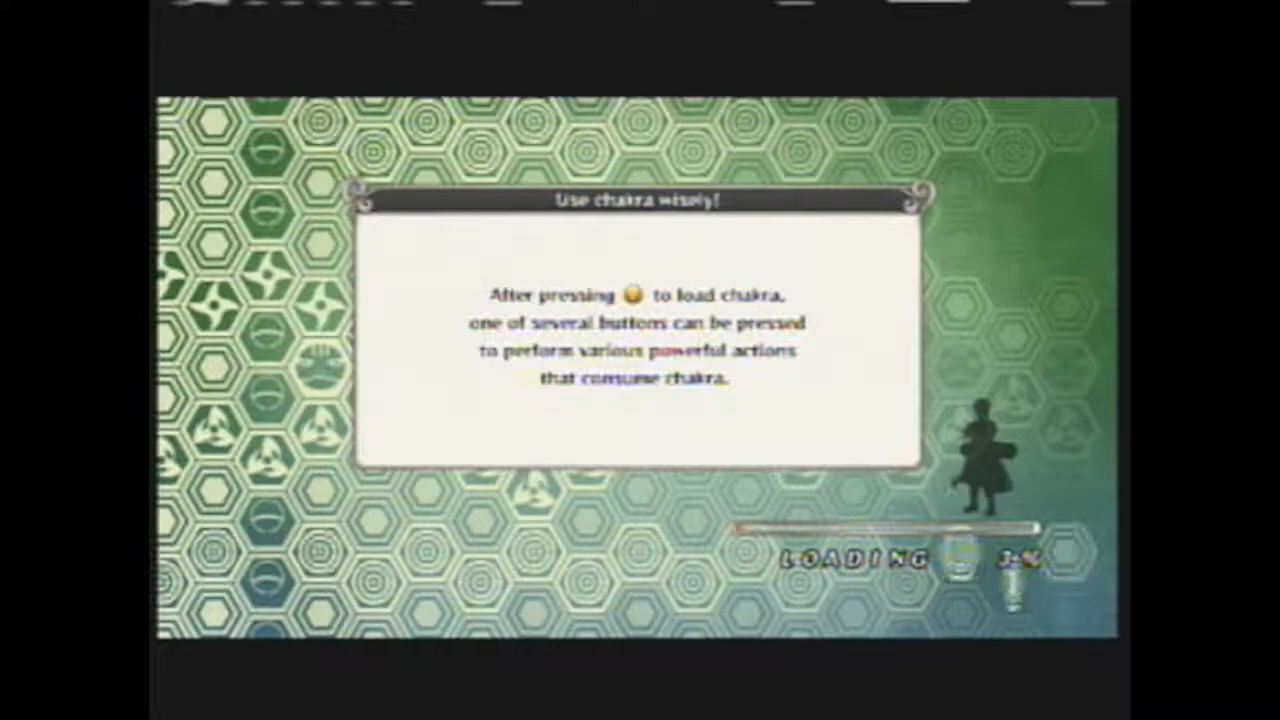 Use chakra wisely!
After pressing to load chakra,
one of several buttons can be pressed
to perform various powerful actions
that consume chakra.
LOADING 3%